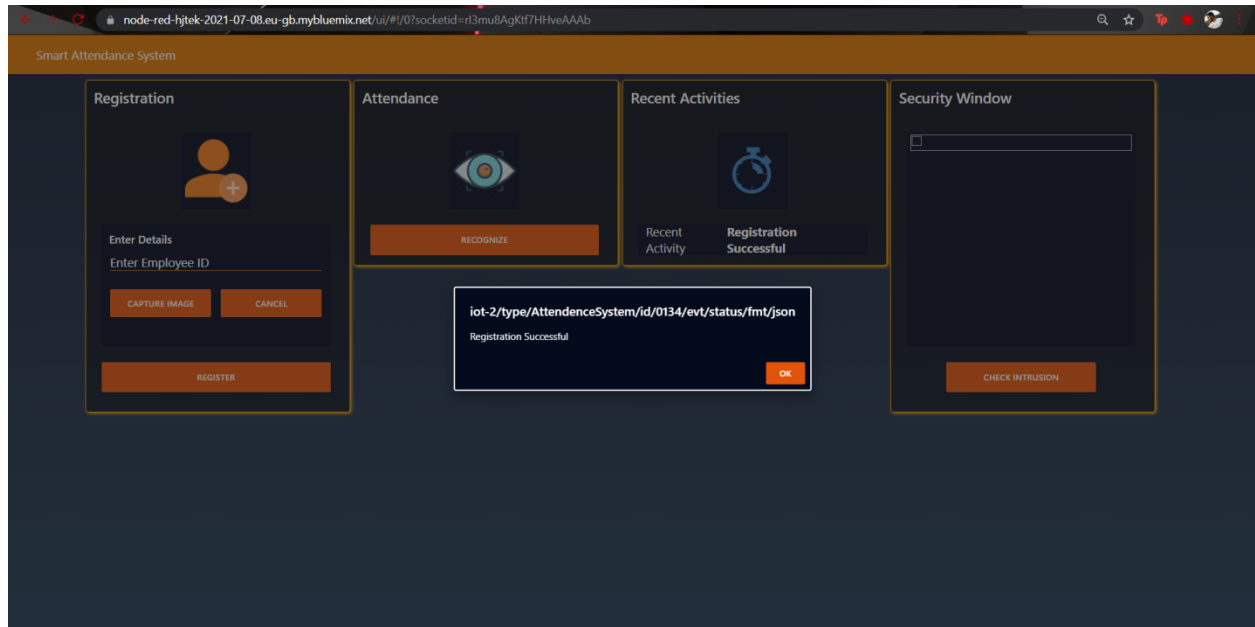 node-red-hjtek-2021-07-08.eu-gb.mybluemix.net/ui/#!/0?socketid=rI3mu8AgKtf7HHveAAAb
Tp
Smart Attendance System
Registration
Enter Details
Enter Employee ID
CAPTURE IMAGE
CANCEL
REGISTER
Attendance
RECOGNIZE
Recent Activities
Recent
Activity
Registration
Successful
Security Window
CHECK INTRUSION
iot-2/type/AttendenceSystem/id/0134/evt/status/fmt/json
Registration Successful
OK